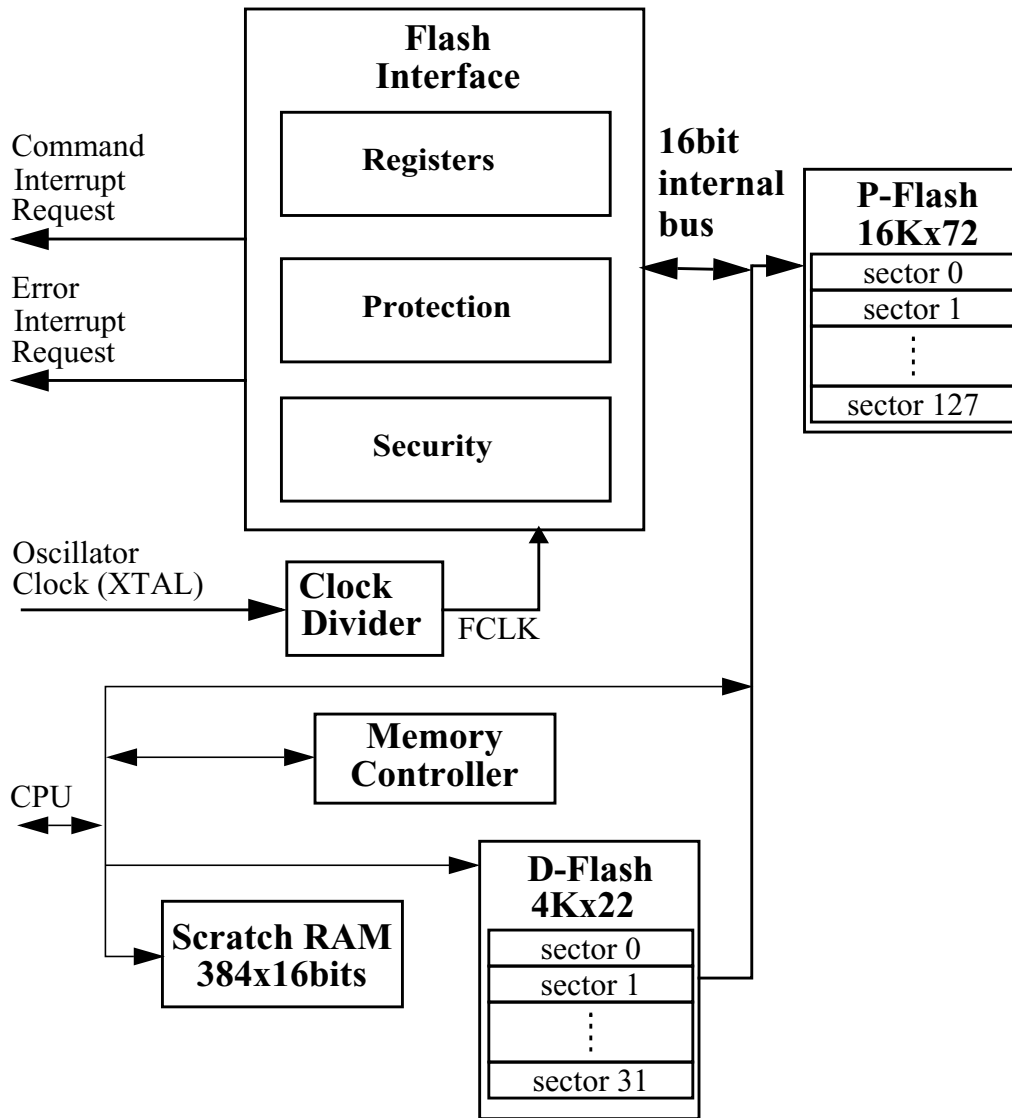 Flash
Interface
Registers
Protection
Security
Command
Interrupt
Request
Error
Interrupt
Request
16bit
internal
bus
P-Flash
16Kx72
sector 0
sector 1
sector 127
Oscillator
Clock (XTAL)
Clock
Divider
FCLK
Memory
Controller
CPU
D-Flash
4Kx22
sector 0
sector 1
sector 31
Scratch RAM
384x16bits